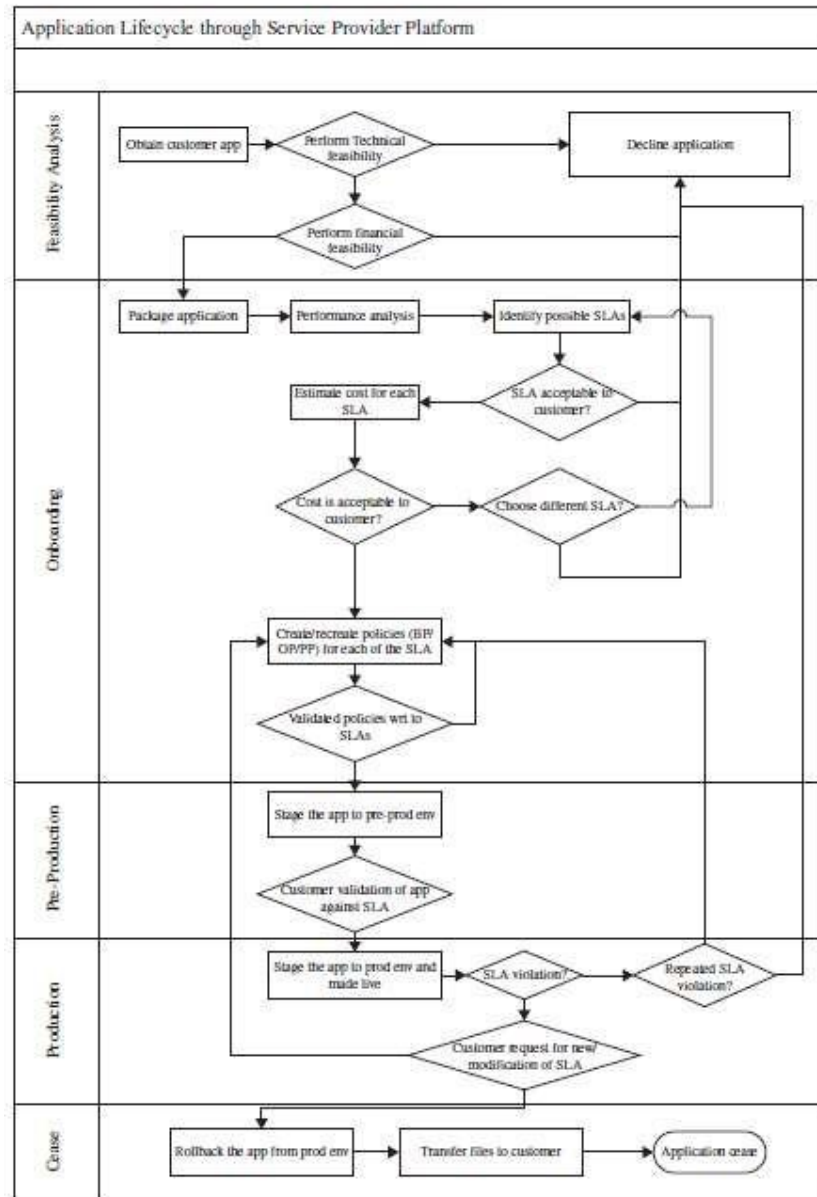 Application Lifecycle through Service Provider Platform
Feasibility Analysis
Obtain customer app
Perform Technical
feasibility
Decline application
Perform financial
feasibility
Onboarding
Package application
Performance analysis
Identify possible SLAs
Estimate cost for each
SLA
SLA acceptable to
customer?
Cost is acceptable to
customer?
Choose different SLA?
Create/recreate policies (BP/
OP/PP) for each of the SLA
Validated policies wrt to
SLAs
Pre-Production
Stage the app to pre-prod env
Customer validation of app
against SLA
Production
Stage the app to prod env and
made live
SLA violation?
Repeated SLA
violation?
Customer request for new/
modification of SLA
Cease
Rollback the app from prod env
Transfer files to customer
Application cease